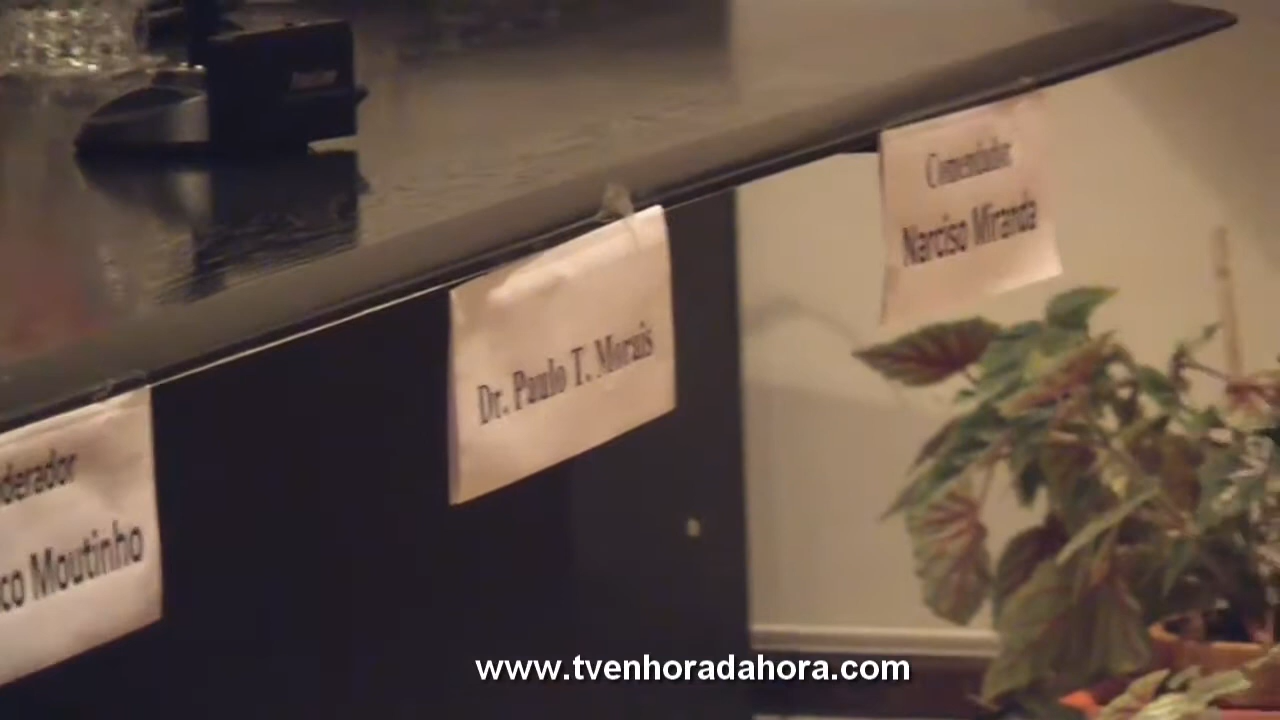 Comendador
Narciso Miranda
Dr. Paulo T. Morais
derador
co Moutinho
www.tvenhoradahora.com